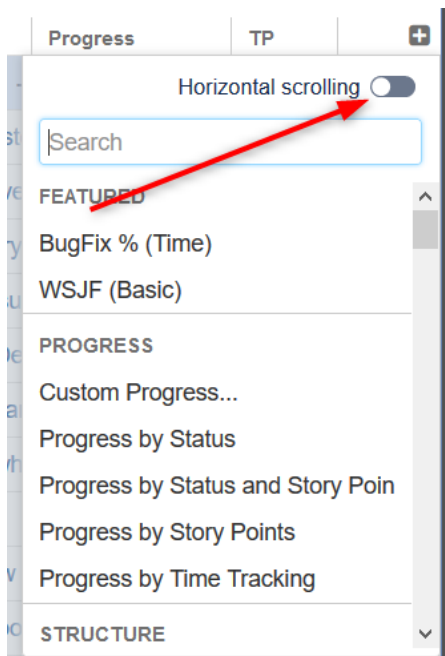 Progress TP
Horizontal scrolling
Search
FEATURED
BugFix % (Time)
WSJF (Basic)
PROGRESS
Custom Progress...
Progress by Status
Progress by Status and Story Poin
Progress by Story Points
Progress by Time Tracking
STRUCTURE